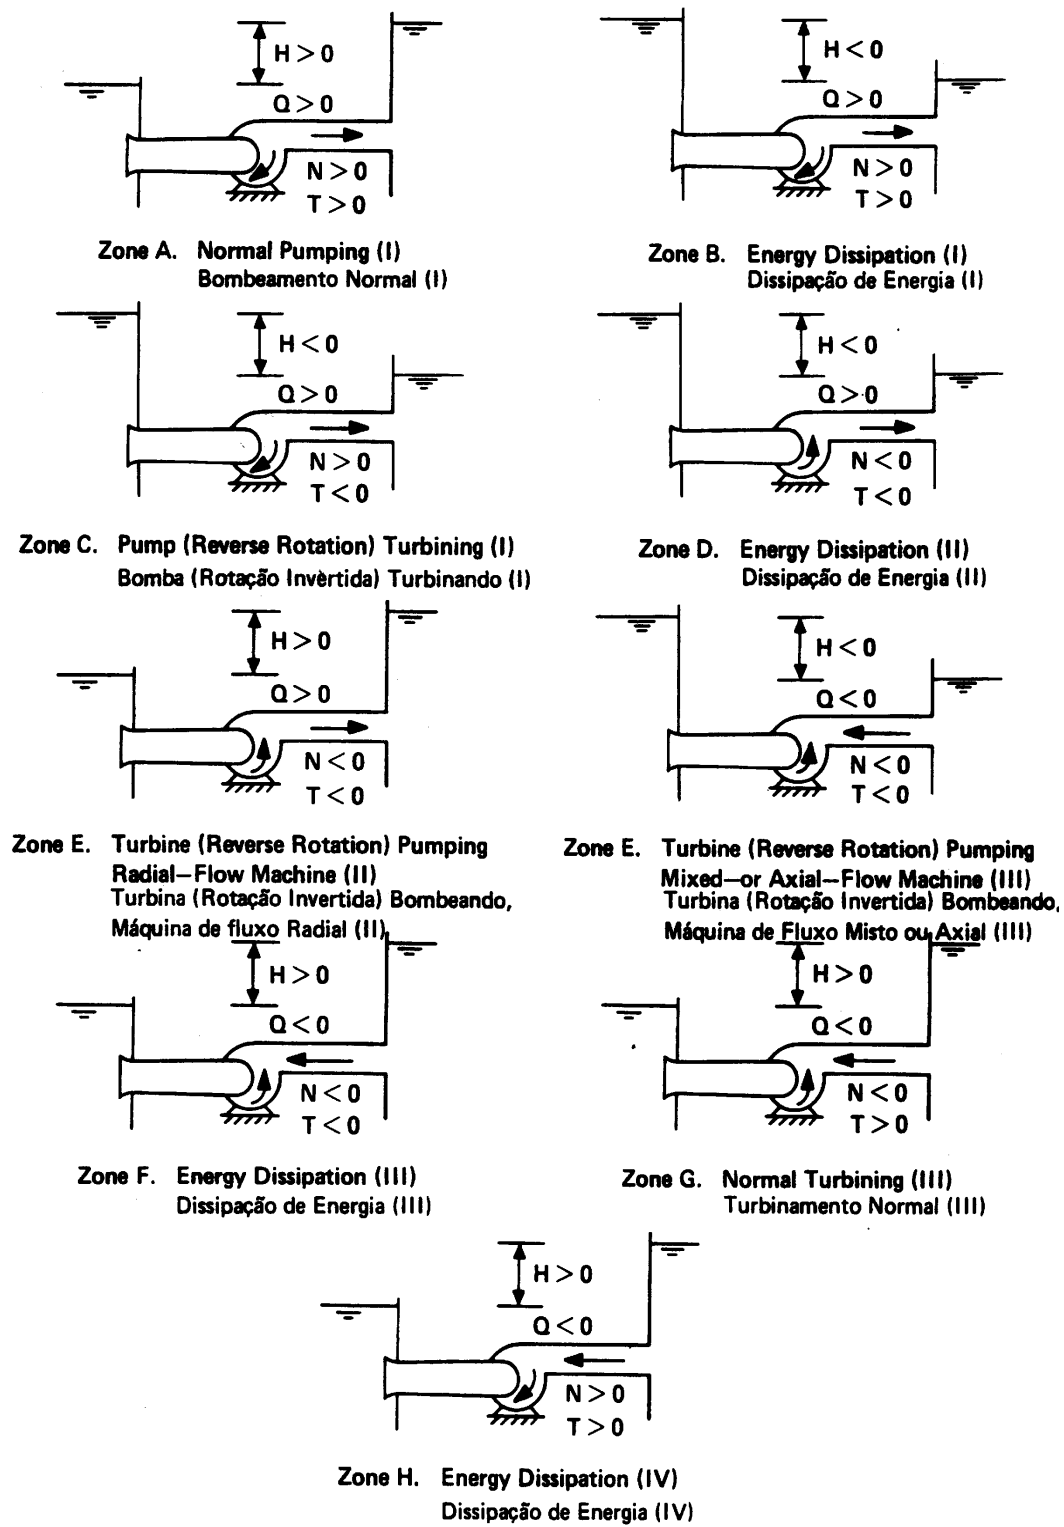 H > 0
Q > 0
N > 0
T > 0
Zone A. Normal Pumping (I)
Bombeamento Normal (I)
H < 0
Q > 0
N > 0
T > 0
Zone B. Energy Dissipation (I)
Dissipação de Energia (I)
H < 0
Q > 0
N > 0
T < 0
Zone C. Pump (Reverse Rotation) Turbining (I)
Bomba (Rotação Invèrtida) Turbinando (I)
H < 0
Q > 0
N < 0
T < 0
Zone D. Energy Dissipation (II)
Dissipação de Energia (II)
H > 0
Q > 0
N < 0
T < 0
Zone E. Turbine (Reverse Rotation) Pumping
Radial–Flow Machine (II)
Turbina (Rotação Invertida) Bombeando,
Máquina de fluxo Radial (II)
H < 0
Q < 0
N < 0
T < 0
Zone E. Turbine (Reverse Rotation) Pumping
Mixed–or Axial–Flow Machine (III)
Turbina (Rotação Invertida) Bombeando,
Máquina de Fluxo Misto ou Axial (III)
H > 0
Q < 0
N < 0
T < 0
Zone F. Energy Dissipation (III)
Dissipação de Energia (III)
H > 0
Q < 0
N < 0
T > 0
Zone G. Normal Turbining (III)
Turbinamento Normal (III)
H > 0
Q < 0
N > 0
T > 0
Zone H. Energy Dissipation (IV)
Dissipação de Energia (IV)